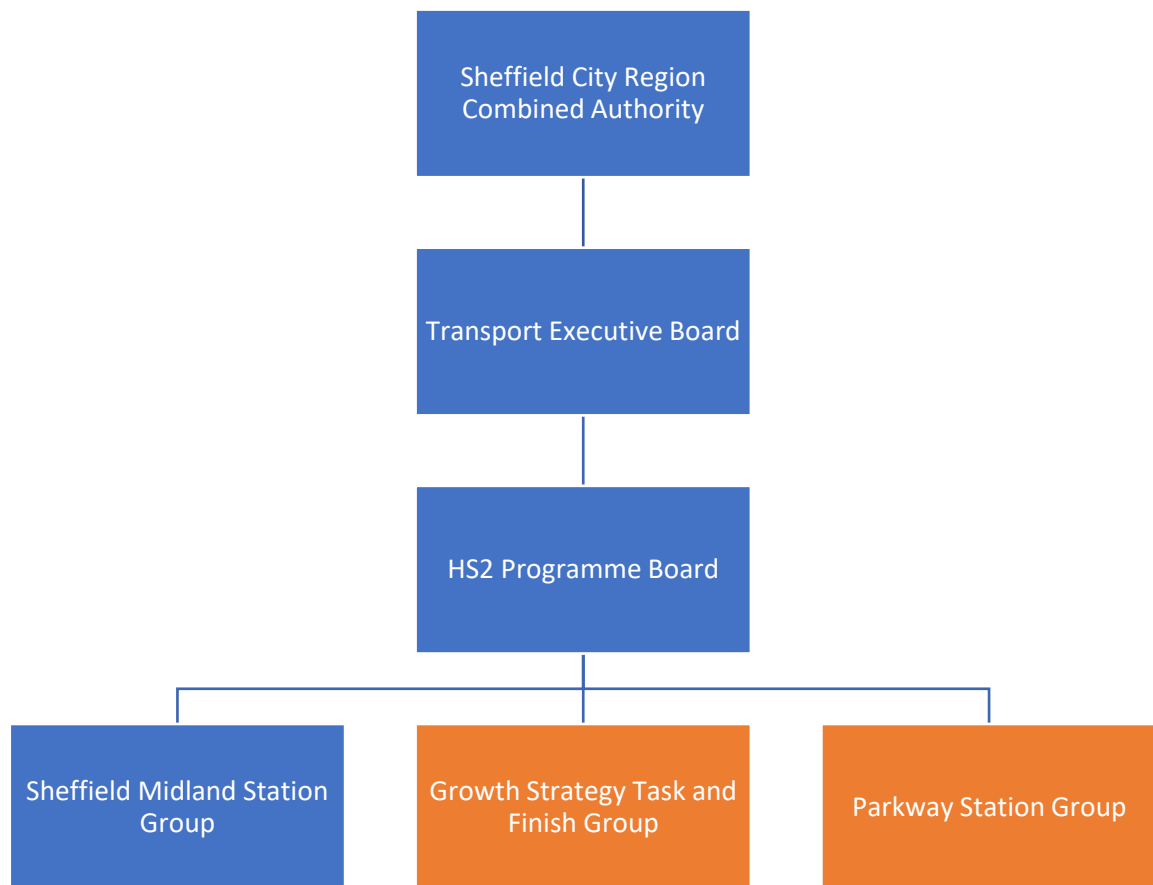 Sheffield City Region
Combined Authority
Transport Executive Board
HS2 Programme Board
Sheffield Midland Station
Group
Growth Strategy Task and
Finish Group
Parkway Station Group